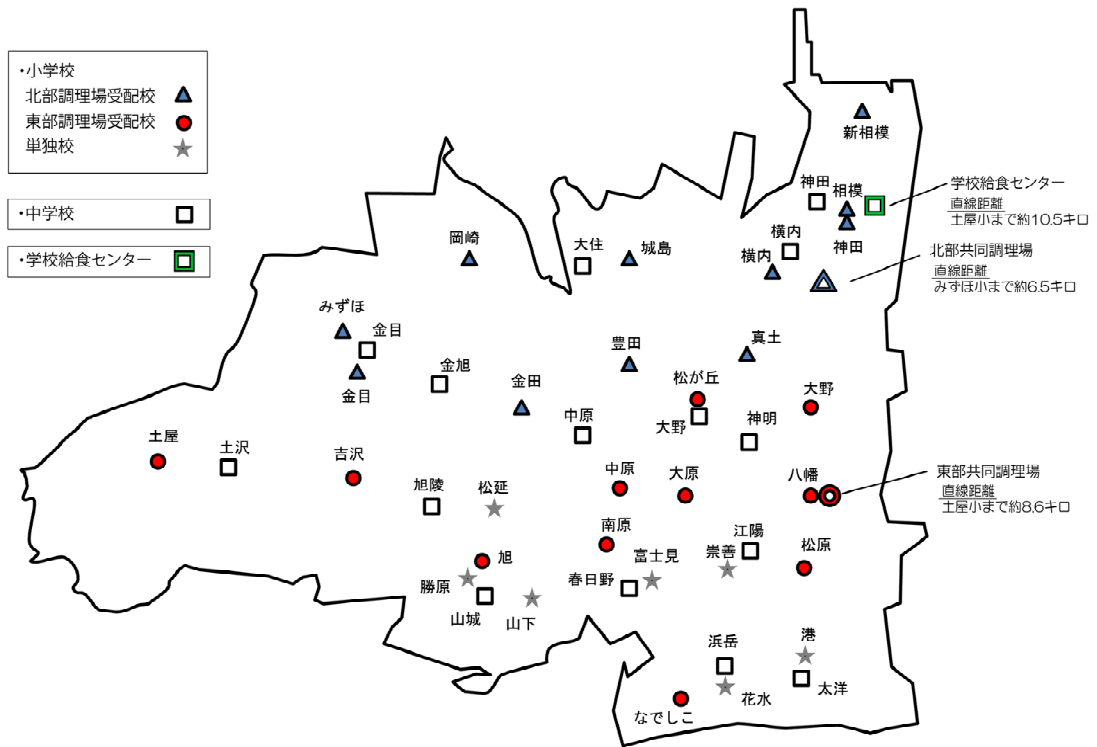 ・小学校
北部調理場受配校
東部調理場受配校
単独校
・中学校
・学校給食センター
新相模
神田
相模
学校給食センター
直線距離
土屋小まで約10.5キロ
神田
横内
横内
北部共同調理場
直線距離
みずほ小まで約6.5キロ
岡崎
大住
城島
みずほ
金目
金目
金旭
金田
豊田
真土
松が丘
大野
大野
中原
神明
土屋
土沢
吉沢
旭陵
松延
中原
大原
八幡
東部共同調理場
直線距離
土屋小まで約8.6キロ
南原
江陽
旭
富士見
崇善
松原
勝原
山城
山下
春日野
浜岳
港
なでしこ
花水
太洋